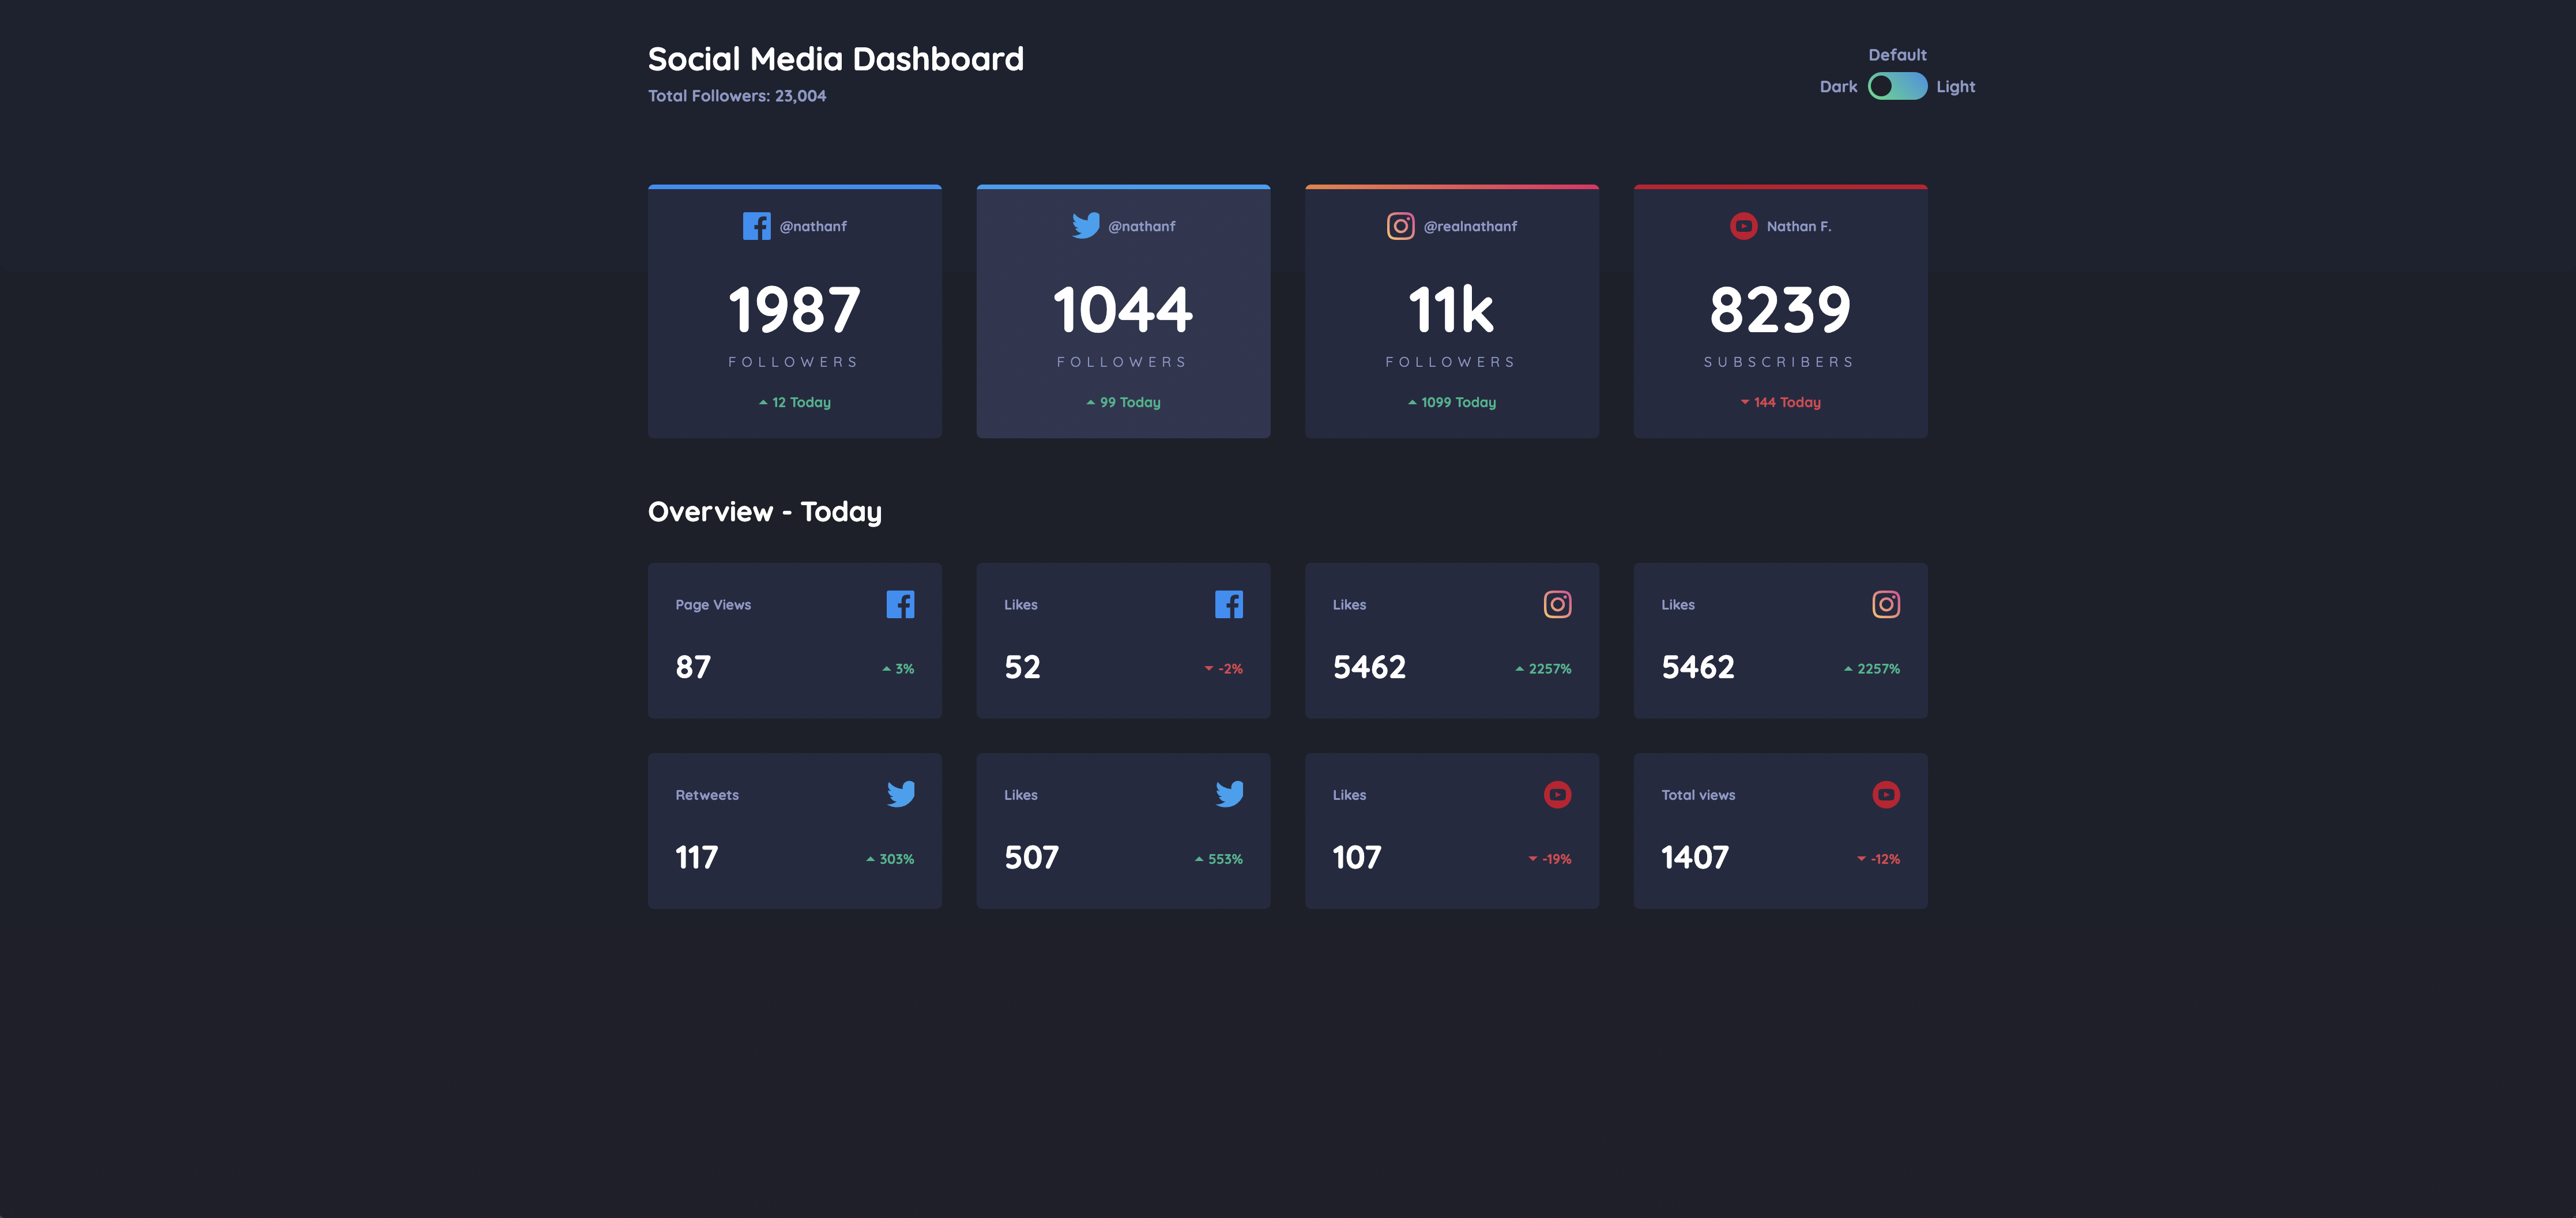 Social Media Dashboard
Total Followers: 23,004
Default
Dark Light
@nathanf
1987
FOLLOWERS
12 Today
@nathanf
1044
FOLLOWERS
99 Today
@realnathanf
11k
FOLLOWERS
1099 Today
Nathan F.
8239
SUBSCRIBERS
144 Today
Overview - Today
Page Views
87
3%
Likes
52
-2%
Likes
5462
2257%
Likes
5462
2257%
Retweets
117
303%
Likes
507
553%
Likes
107
-19%
Total views
1407
-12%